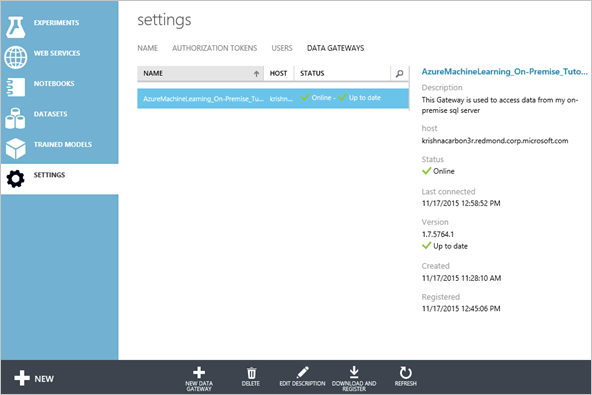 EXPERIMENTS
WEB SERVICES
NOTEBOOKS
DATASETS
TRAINED MODELS
SETTINGS
settings
NAME AUTHORIZATION TOKENS USERS DATA GATEWAYS
NAME HOST STATUS
AzureMachineLearning_On-Premise_Tu... krishn... Online - Up to date
AzureMachineLearning_On-Premise_Tuto...
Description
This Gateway is used to access data from my on-
premise sql server
host
krishnacarbon3r.redmond.corp.microsoft.com
Status
Online
Last connected
11/17/2015 12:58:52 PM
Version
1.7.5764.1
Up to date
Created
11/17/2015 11:28:10 AM
Registered
11/17/2015 12:45:06 PM
NEW
NEW DATA
GATEWAY
DELETE
EDIT DESCRIPTION
DOWNLOAD AND
REGISTER
REFRESH